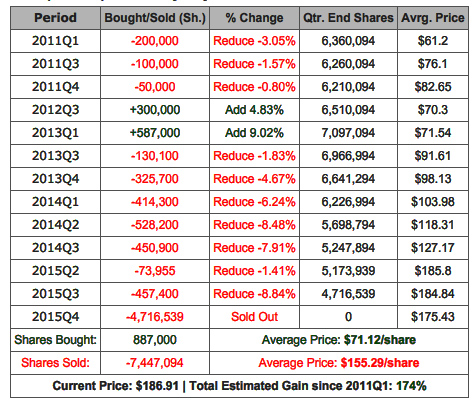 Period Bought/Sold (Sh.) % Change Qtr. End Shares Avrg. Price
2011Q1 -200,000 Reduce -3.05% 6,360,094 $61.2
2011Q3 -100,000 Reduce -1.57% 6,260,094 $76.1
2011Q4 -50,000 Reduce -0.80% 6,210,094 $82.65
2012Q3 +300,000 Add 4.83% 6,510,094 $70.3
2013Q1 +587,000 Add 9.02% 7,097,094 $71.54
2013Q3 -130,100 Reduce -1.83% 6,966,994 $91.61
2013Q4 -325,700 Reduce -4.67% 6,641,294 $98.13
2014Q1 -414,300 Reduce -6.24% 6,226,994 $103.98
2014Q2 -528,200 Reduce -8.48% 5,698,794 $118.31
2014Q3 -450,900 Reduce -7.91% 5,247,894 $127.17
2015Q2 -73,955 Reduce -1.41% 5,173,939 $185.8
2015Q3 -457,400 Reduce -8.84% 4,716,539 $184.84
2015Q4 -4,716,539 Sold Out 0 $175.43
Shares Bought: 887,000 Average Price: $71.12/share
Shares Sold: -7,447,094 Average Price: $155.29/share
Current Price: $186.91 | Total Estimated Gain since 2011Q1: 174%